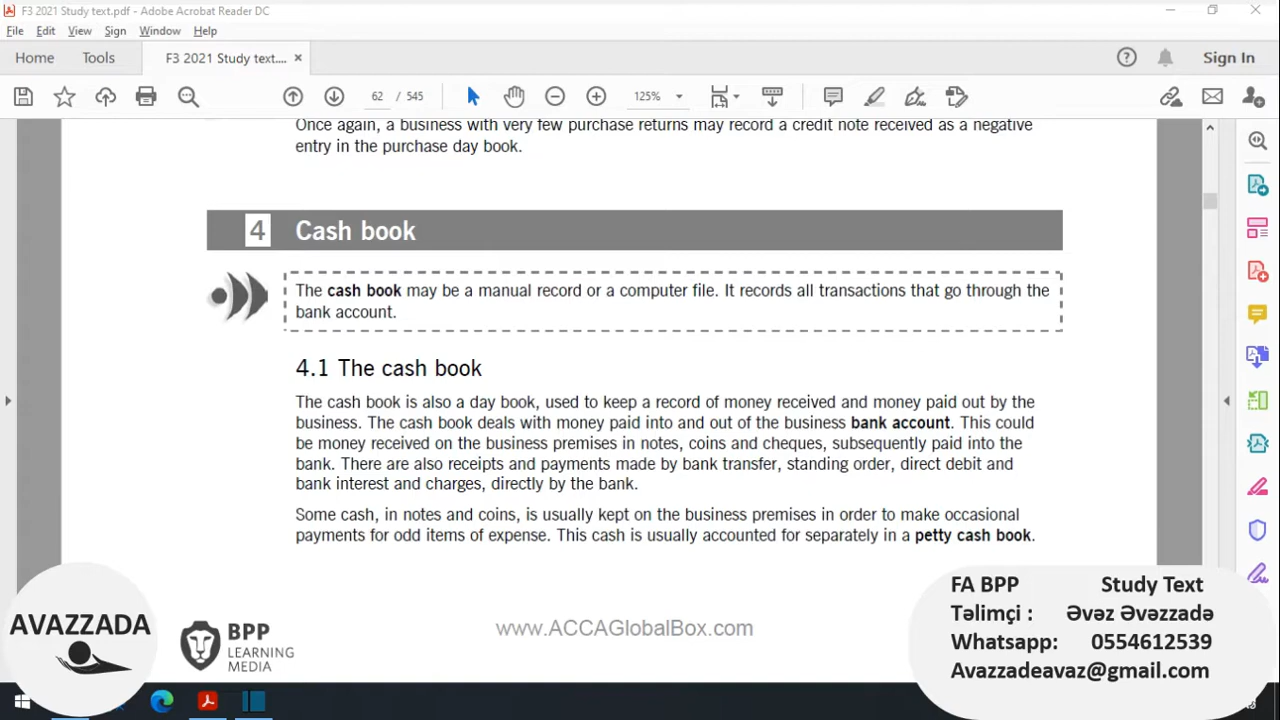 F3 2021 Study text.pdf - Adobe Acrobat Reader DC
File Edit View Sign Window Help
Home Tools F3 2021 Study text.... × Sign In
62 / 545 125%
Once again, a business with very few purchase returns may record a credit note received as a negative
entry in the purchase day book.
4 Cash book
The cash book may be a manual record or a computer file. It records all transactions that go through the
bank account.
4.1 The cash book
The cash book is also a day book, used to keep a record of money received and money paid out by the
business. The cash book deals with money paid into and out of the business bank account. This could
be money received on the business premises in notes, coins and cheques, subsequently paid into the
bank. There are also receipts and payments made by bank transfer, standing order, direct debit and
bank interest and charges, directly by the bank.
Some cash, in notes and coins, is usually kept on the business premises in order to make occasional
payments for odd items of expense. This cash is usually accounted for separately in a petty cash book.
AVAZZADA
BPP
LEARNING
MEDIA
www.ACCAGlobalBox.com
FA BPP Study Text
Təlimçi : Əvəz Əvəzzadə
Whatsapp: 0554612539
Avazzadeavaz@gmail.com